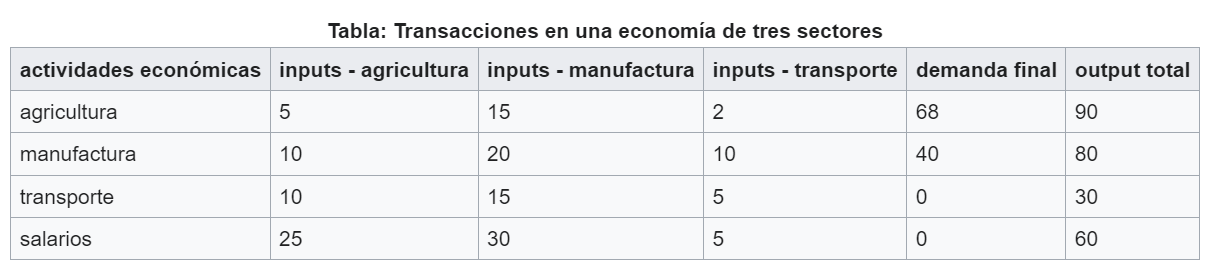 Tabla: Transacciones en una economía de tres sectores
actividades económicas inputs - agricultura inputs - manufactura inputs - transporte demanda final output total
agricultura 5 15 2 68 90
manufactura 10 20 10 40 80
transporte 10 15 5 0 30
salarios 25 30 5 0 60